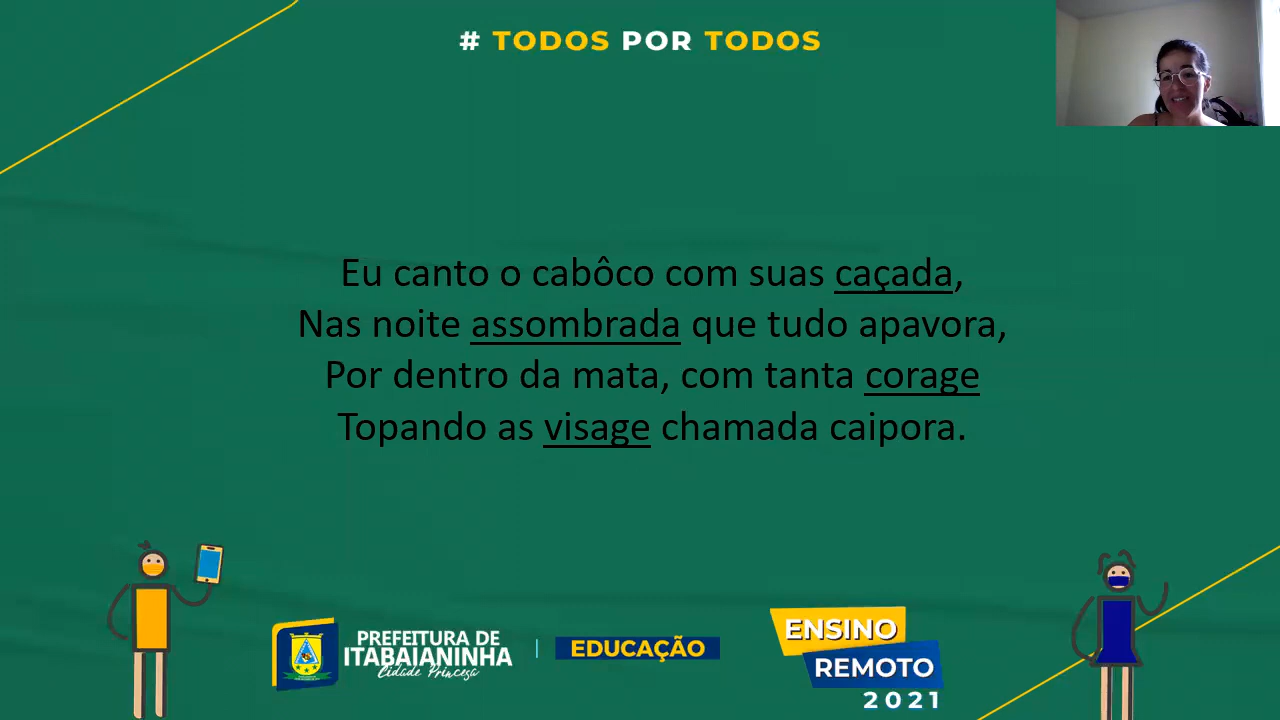 # TODOS POR TODOS
Eu canto o cabôco com suas caçada,
Nas noite assombrada que tudo apavora,
Por dentro da mata, com tanta corage
Topando as visage chamada caipora.
PREFEITURA DE
ITABAIANINHA
Cidade Princesa
EDUCAÇÃO
ENSINO
REMOTO
2021